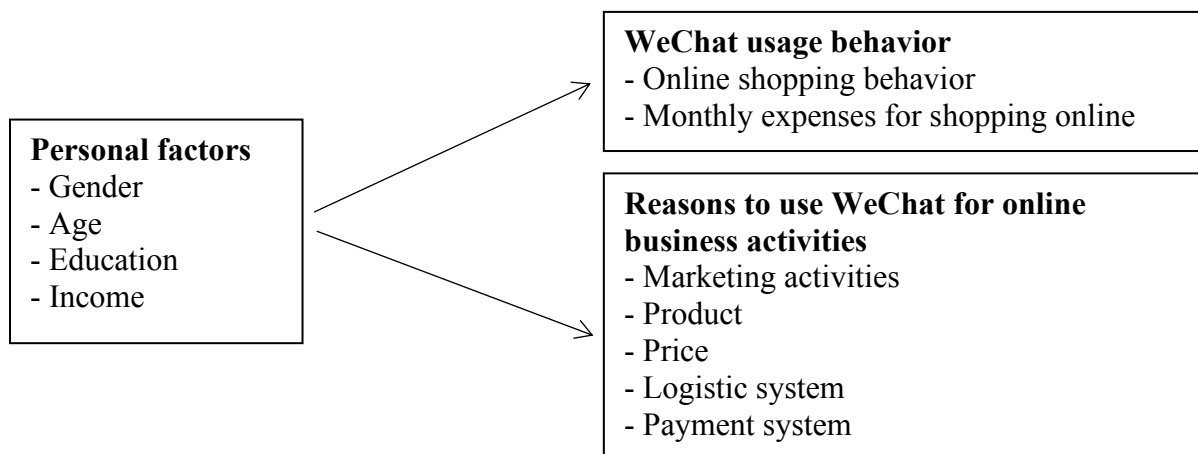 Personal factors
- Gender
- Age
- Education
- Income
WeChat usage behavior
- Online shopping behavior
- Monthly expenses for shopping online
Reasons to use WeChat for online
business activities
- Marketing activities
- Product
- Price
- Logistic system
- Payment system